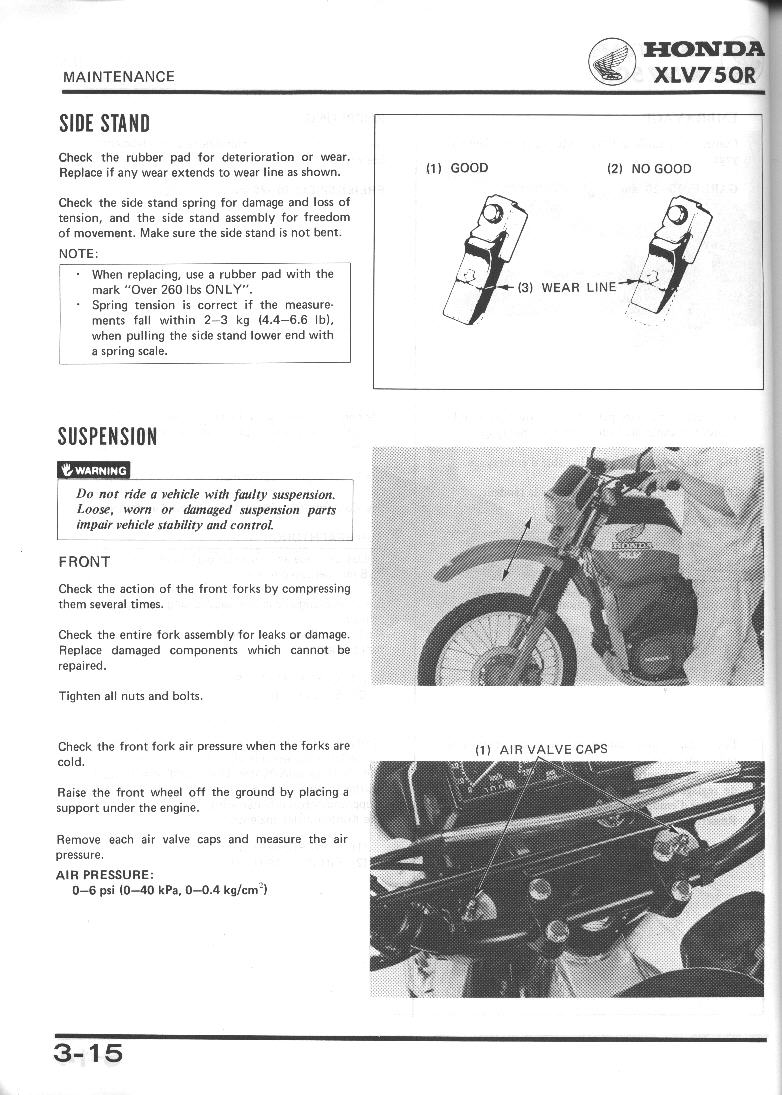 MAINTENANCE
HONDA
XLV750R
SIDE STAND
Check the rubber pad for deterioration or wear.
Replace if any wear extends to wear line as shown.
Check the side stand spring for damage and loss of
tension, and the side stand assembly for freedom
of movement. Make sure the side stand is not bent.
NOTE:
· When replacing, use a rubber pad with the
mark "Over 260 lbs ONLY".
· Spring tension is correct if the measure-
ments fall within 2–3 kg (4.4–6.6 lb),
when pulling the side stand lower end with
a spring scale.
(1) GOOD
(2) NO GOOD
(3) WEAR LINE
SUSPENSION
WARNING
Do not ride a vehicle with faulty suspension.
Loose, worn or damaged suspension parts
impair vehicle stability and control.
FRONT
Check the action of the front forks by compressing
them several times.
Check the entire fork assembly for leaks or damage.
Replace damaged components which cannot be
repaired.
Tighten all nuts and bolts.
HONDA
HONDA
Check the front fork air pressure when the forks are
cold.
Raise the front wheel off the ground by placing a
support under the engine.
Remove each air valve caps and measure the air
pressure.
AIR PRESSURE:
0–6 psi (0–40 kPa, 0–0.4 kg/cm²)
(1) AIR VALVE CAPS
km/h
3-15